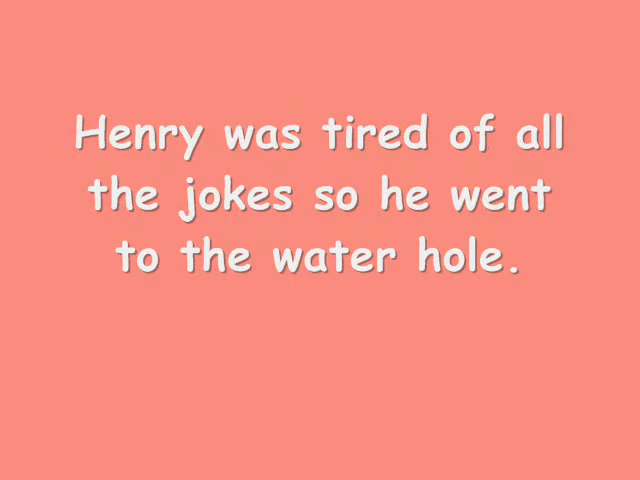 Henry was tired of all
the jokes so he went
to the water hole.